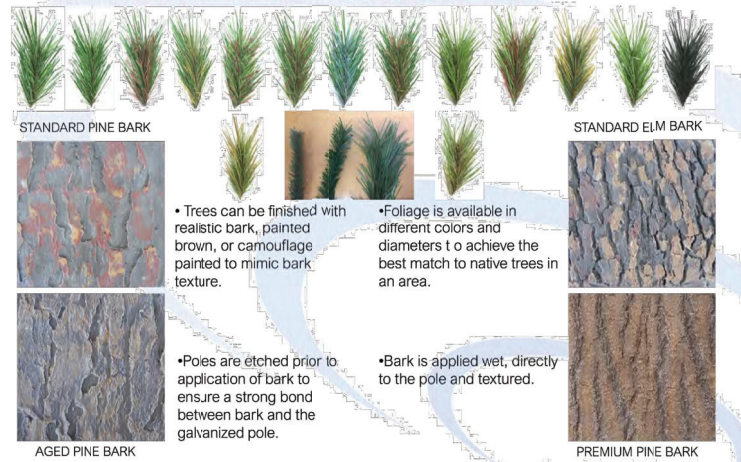 STANDARD PINE BARK
STANDARD ELM BARK
• Trees can be finished with
realistic bark, painted
brown, or camouflage
painted to mimic bark
texture.
•Foliage is available in
different colors and
diameters t o achieve the
best match to native trees in
an area.
•Poles are etched prior to
application of bark to
ensure a strong bond
between bark and the
galvanized pole.
•Bark is applied wet, directly
to the pole and textured.
AGED PINE BARK
PREMIUM PINE BARK